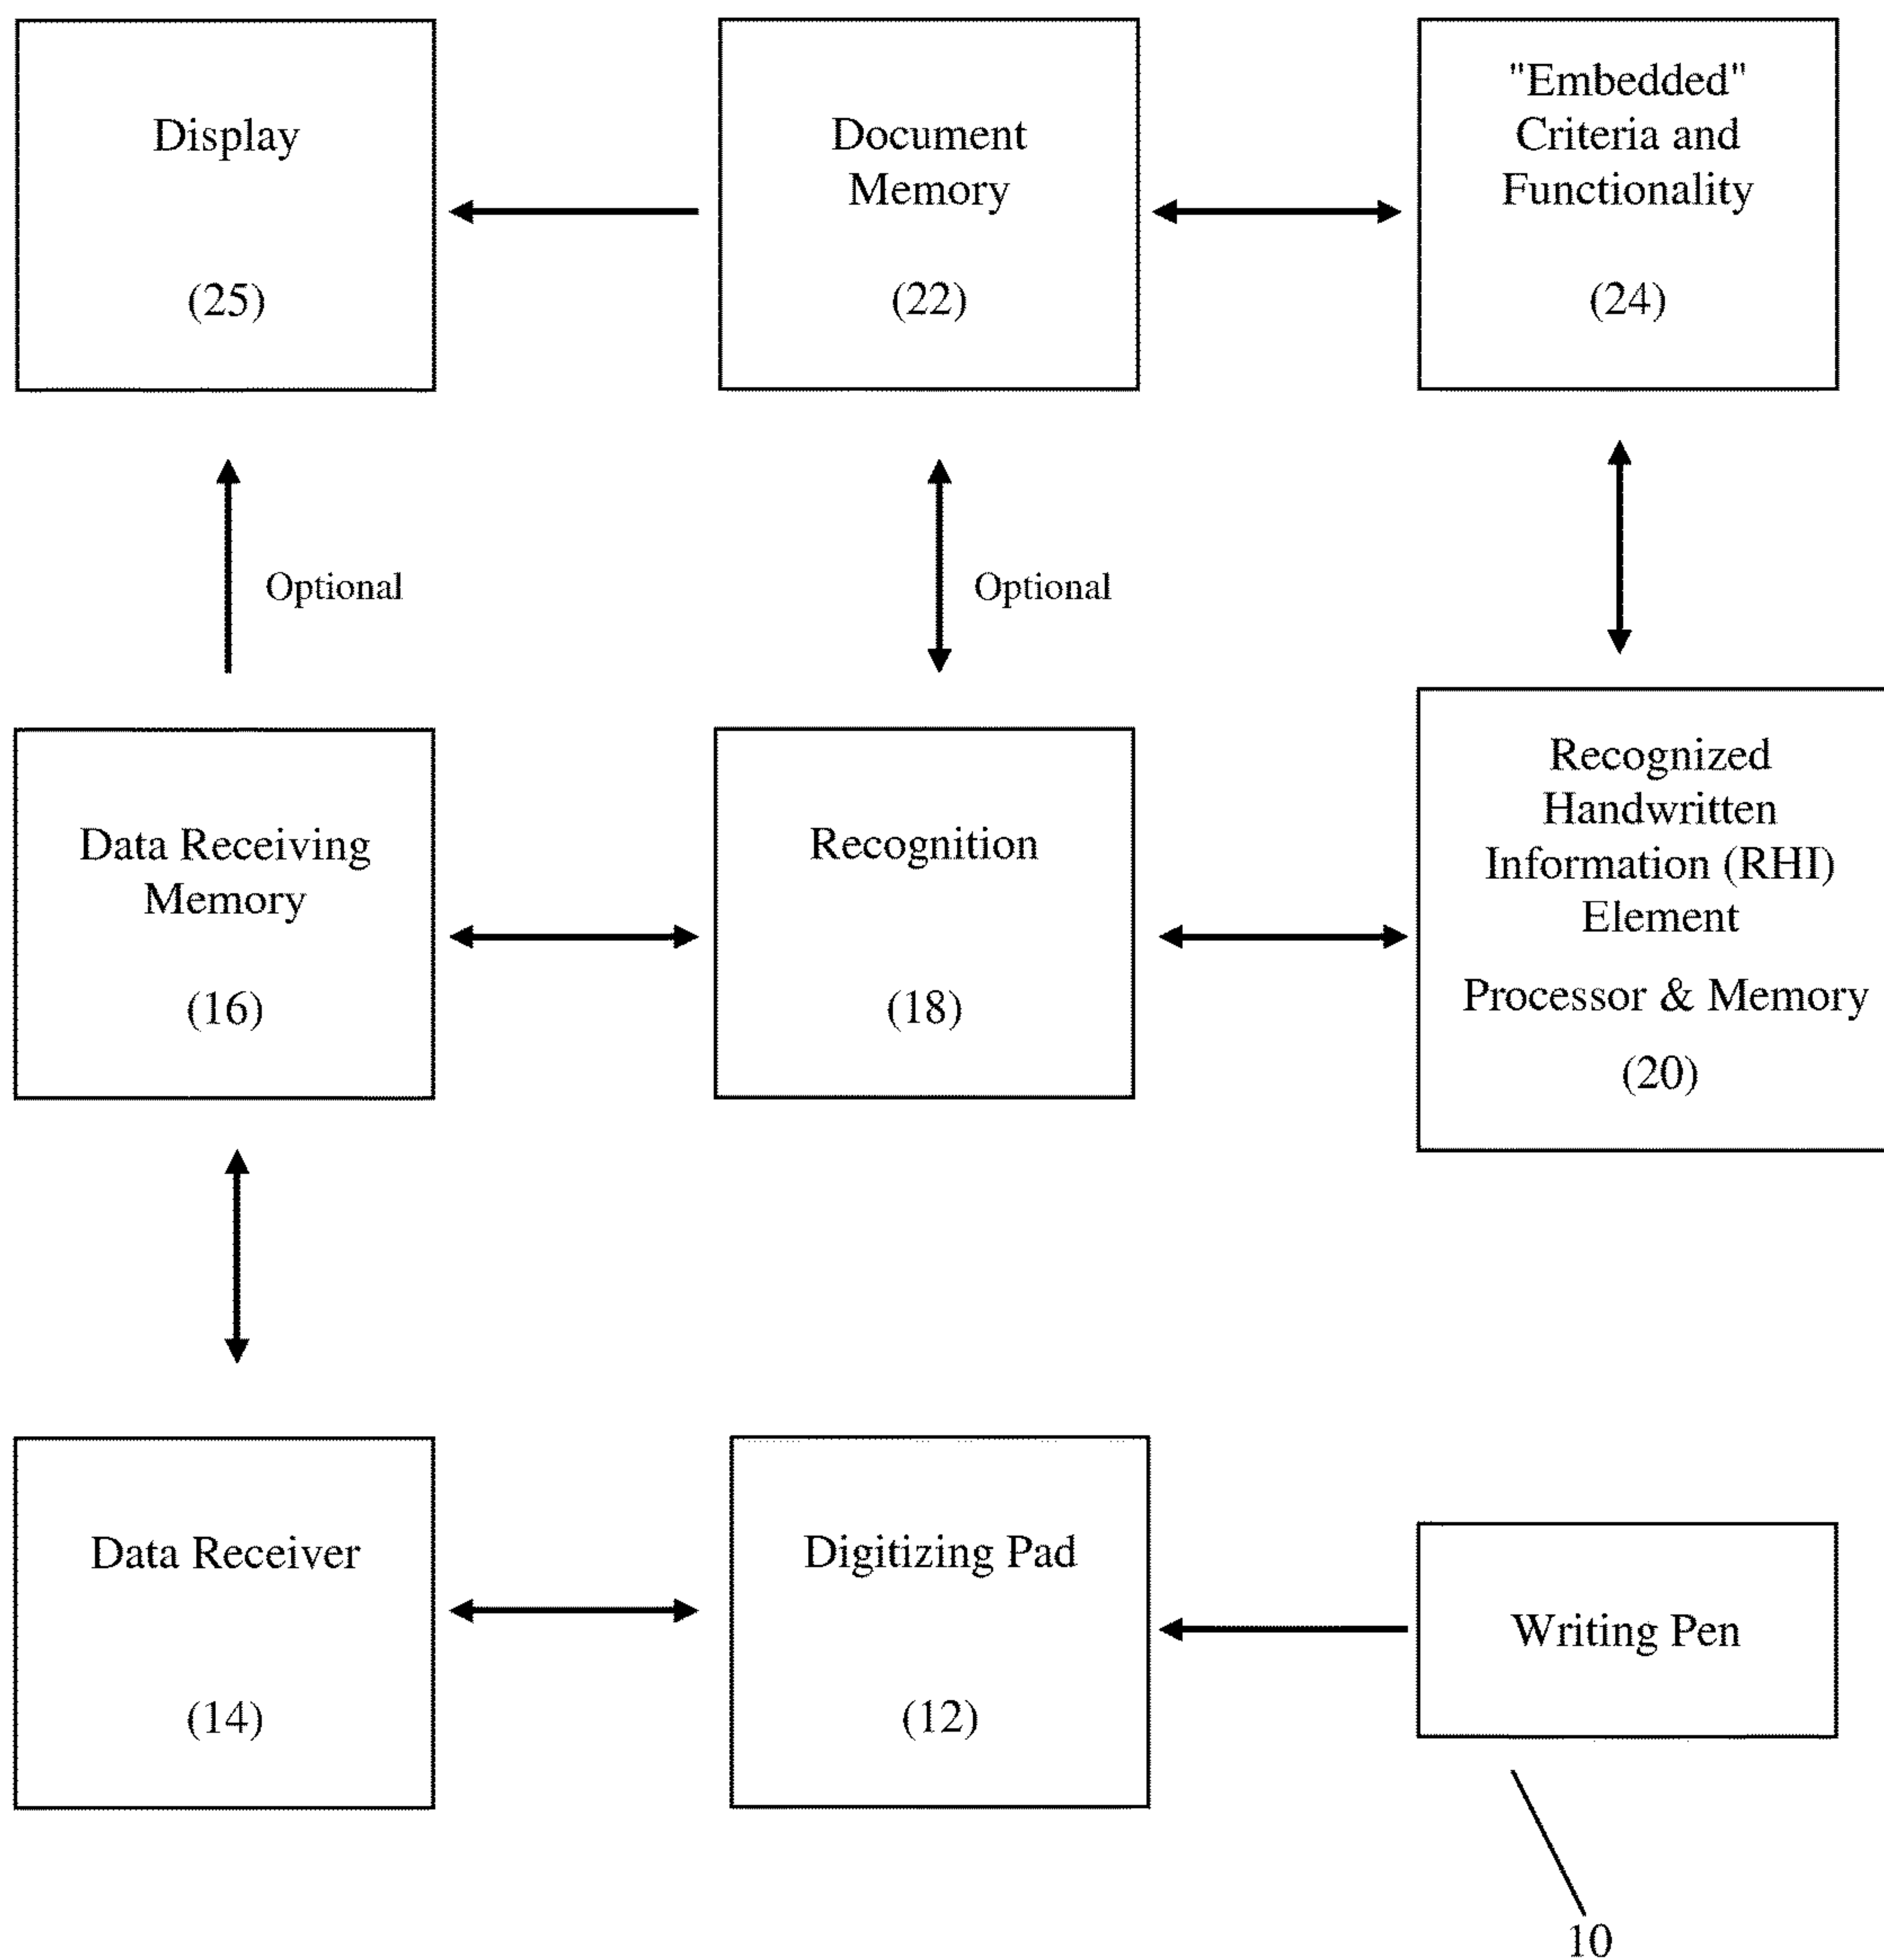 Display
(25)
Document
Memory
(22)
"Embedded"
Criteria and
Functionality
(24)
Optional
Optional
Data Receiving
Memory
(16)
Recognition
(18)
Recognized
Handwritten
Information (RHI)
Element
Processor & Memory
(20)
Data Receiver
(14)
Digitizing Pad
(12)
Writing Pen
10